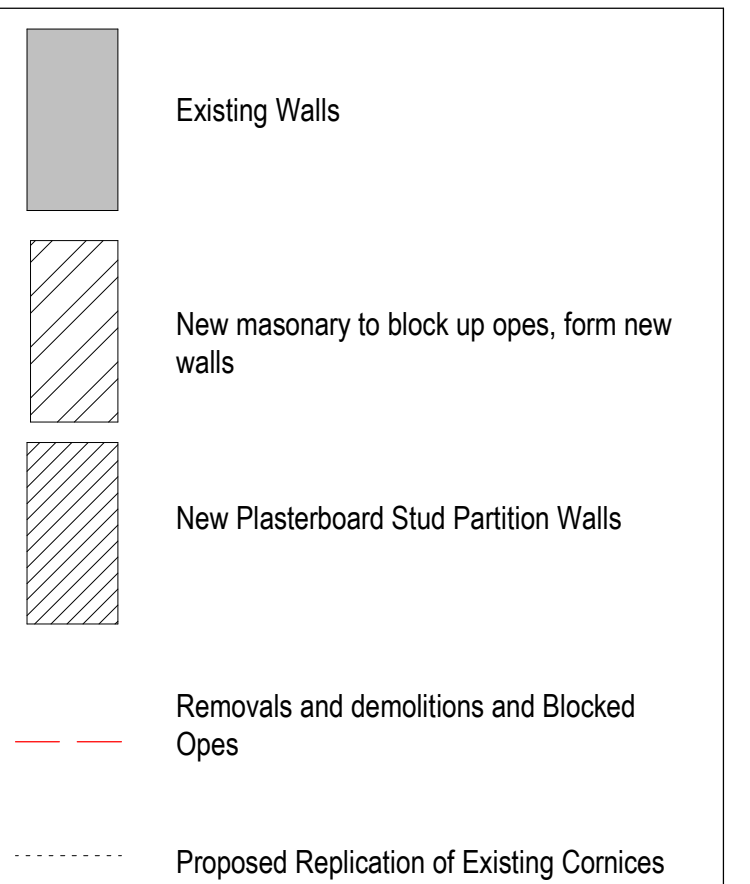 Existing Walls
New masonary to block up opes, form new
walls
New Plasterboard Stud Partition Walls
Removals and demolitions and Blocked
Opes
Proposed Replication of Existing Cornices